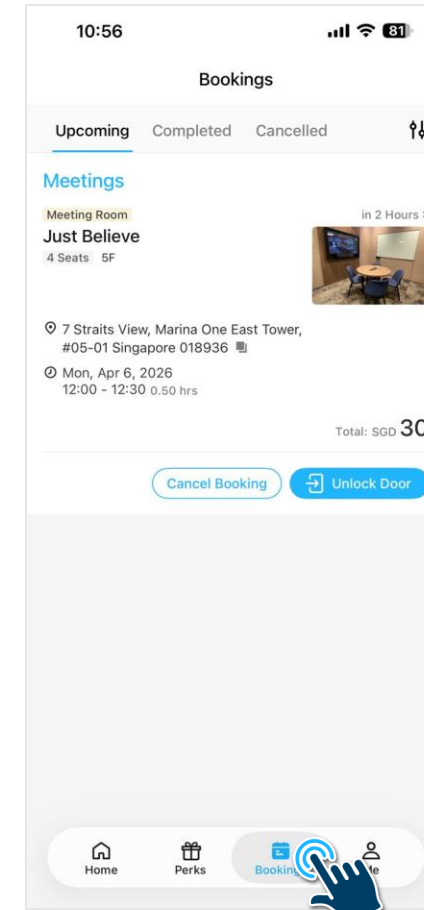 10:56
81
Bookings
Upcoming Completed Cancelled
Meetings
Meeting Room
in 2 Hours
Just Believe
4 Seats 5F
7 Straits View, Marina One East Tower,
#05-01 Singapore 018936
Mon, Apr 6, 2026
12:00 - 12:30 0.50 hrs
Total: SGD 30
Cancel Booking
Unlock Door
Home
Perks